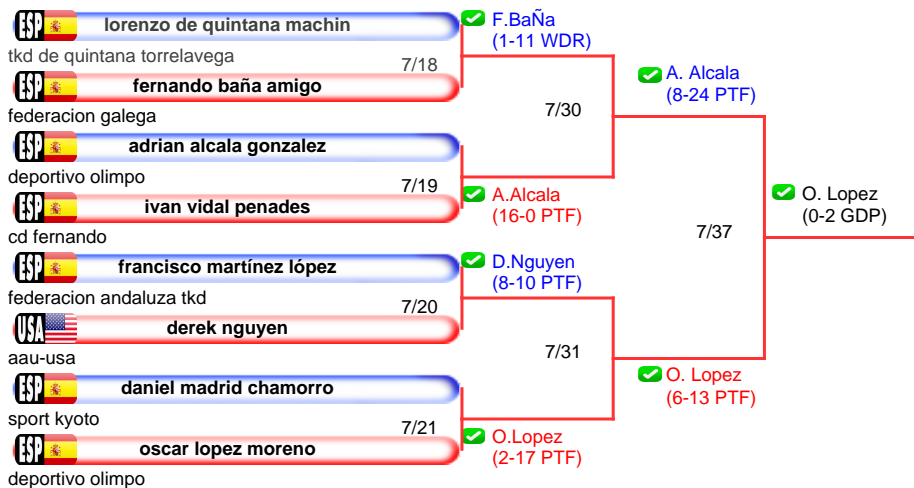 ESP lorenzo de quintana machin
tkd de quintana torrelavega
7/18
ESP fernando baña amigo
federacion galega
F.BaÑa
(1-11 WDR)
7/30
ESP adrian alcala gonzalez
deportivo olimpo
7/19
ESP ivan vidal penades
cd fernando
A.Alcala
(16-0 PTF)
A. Alcala
(8-24 PTF)
7/37
ESP francisco martínez lópez
federacion andaluza tkd
7/20
USA derek nguyen
aau-usa
D.Nguyen
(8-10 PTF)
7/31
ESP daniel madrid chamorro
sport kyoto
7/21
ESP oscar lopez moreno
deportivo olimpo
O.Lopez
(2-17 PTF)
O. Lopez
(6-13 PTF)
O. Lopez
(0-2 GDP)